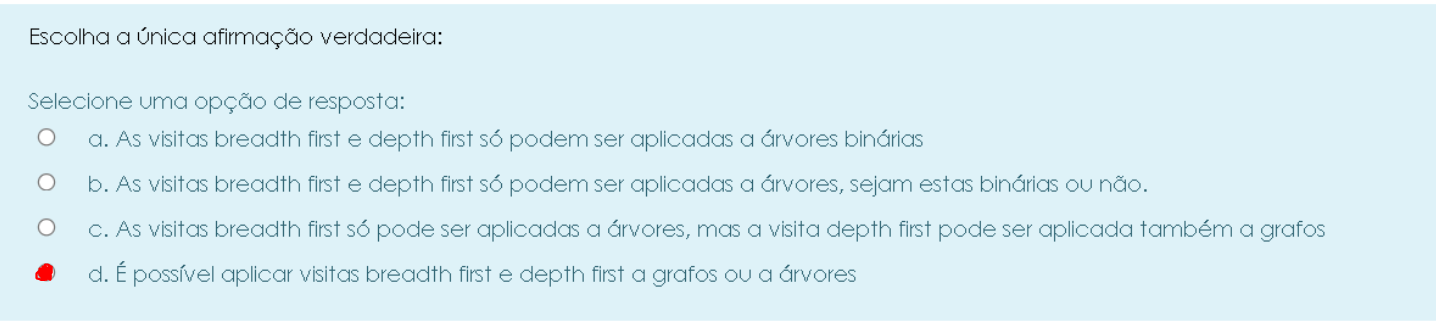 Escolha a única afirmação verdadeira:
Selecione uma opção de resposta:
a. As visitas breadth first e depth first só podem ser aplicadas a árvores binárias
b. As visitas breadth first e depth first só podem ser aplicadas a árvores, sejam estas binárias ou não.
c. As visitas breadth first só pode ser aplicadas a árvores, mas a visita depth first pode ser aplicada também a grafos
d. É possível aplicar visitas breadth first e depth first a grafos ou a árvores